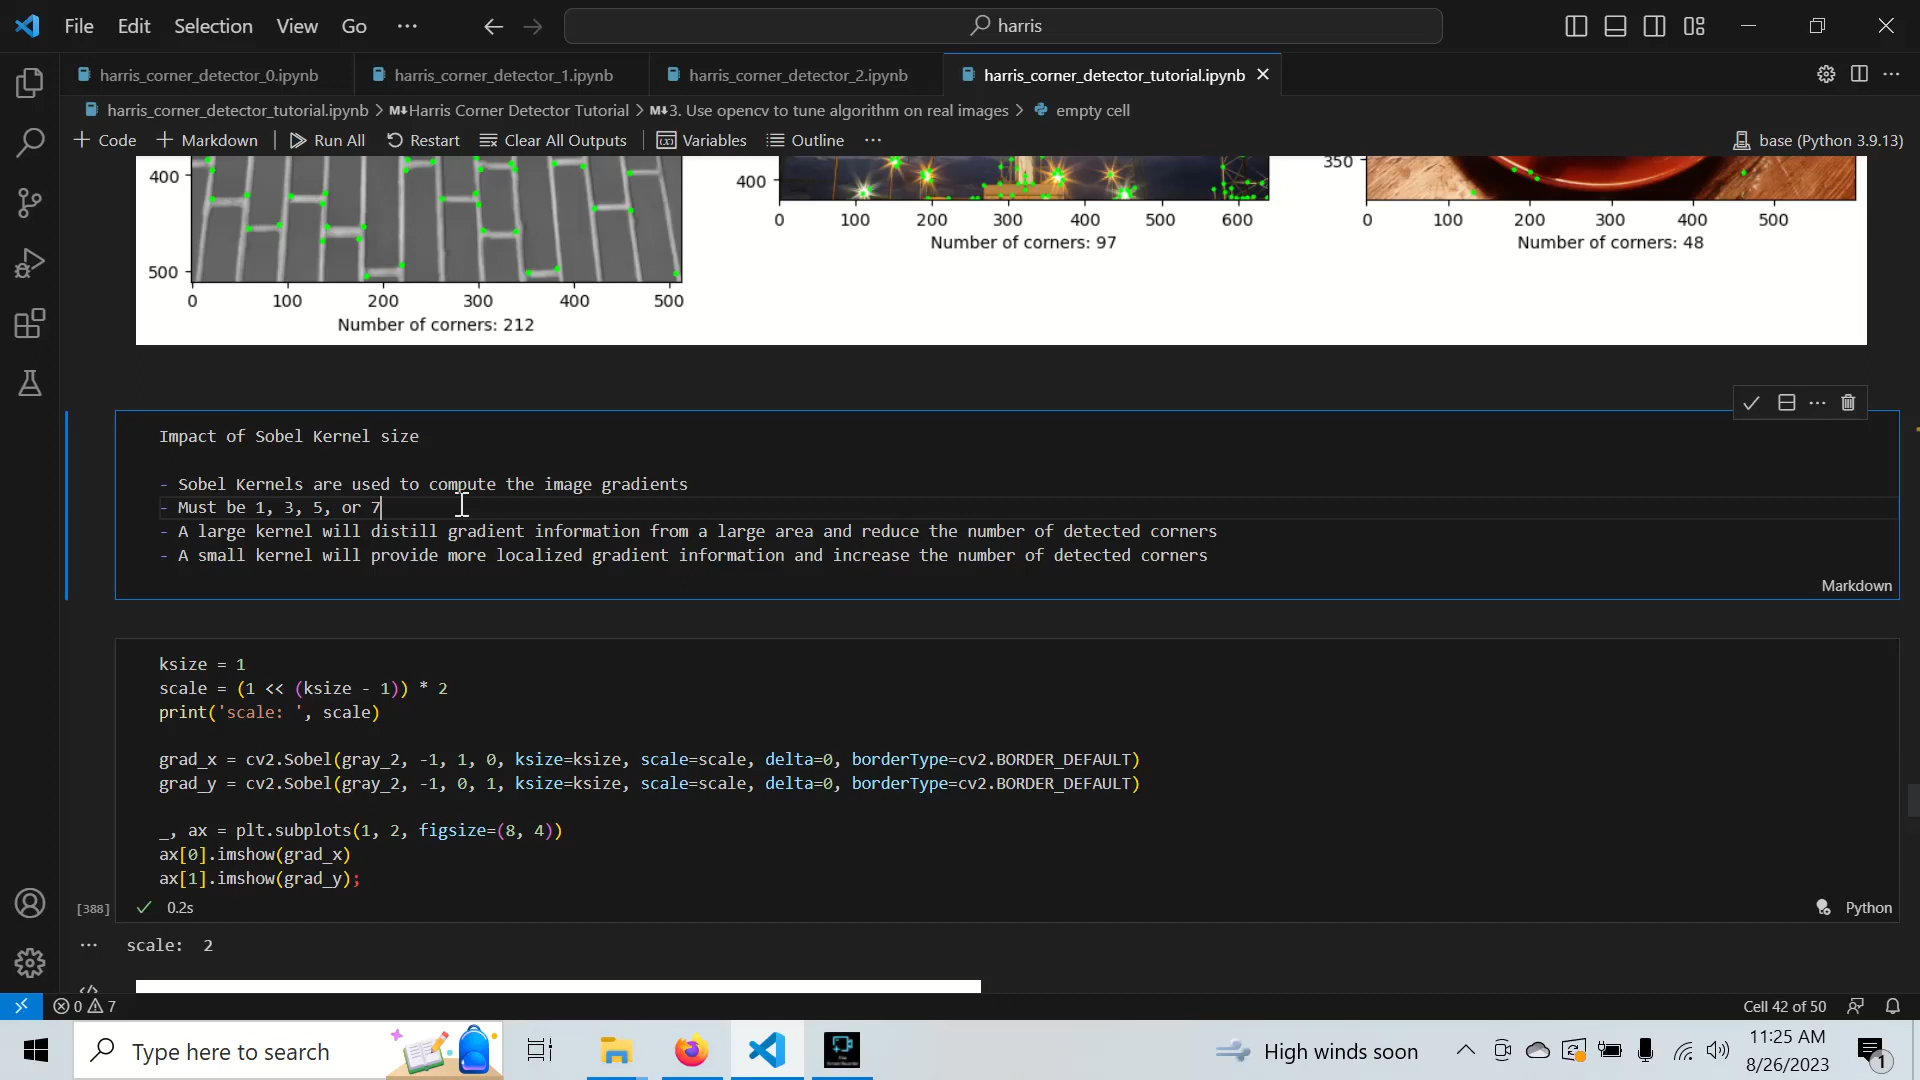 File Edit Selection View Go ··· harris
harris_corner_detector_0.ipynb harris_corner_detector_1.ipynb harris_corner_detector_2.ipynb harris_corner_detector_tutorial.ipynb
harris_corner_detector_tutorial.ipynb > M↓Harris Corner Detector Tutorial > M↓3. Use opencv to tune algorithm on real images > empty cell
+ Code + Markdown Run All Restart Clear All Outputs Variables Outline ··· base (Python 3.9.13)
400 400 350
500
0 100 200 300 400 500
Number of corners: 212
0 100 200 300 400 500 600
Number of corners: 97
0 100 200 300 400 500
Number of corners: 48
Impact of Sobel Kernel size
- Sobel Kernels are used to compute the image gradients
- Must be 1, 3, 5, or 7
- A large kernel will distill gradient information from a large area and reduce the number of detected corners
- A small kernel will provide more localized gradient information and increase the number of detected corners
Markdown
ksize = 1
scale = (1 << (ksize - 1)) * 2
print('scale: ', scale)
grad_x = cv2.Sobel(gray_2, -1, 1, 0, ksize=ksize, scale=scale, delta=0, borderType=cv2.BORDER_DEFAULT)
grad_y = cv2.Sobel(gray_2, -1, 0, 1, ksize=ksize, scale=scale, delta=0, borderType=cv2.BORDER_DEFAULT)
_, ax = plt.subplots(1, 2, figsize=(8, 4))
ax[0].imshow(grad_x)
ax[1].imshow(grad_y);
[388] 0.2s Python
··· scale:  2
0 7 Cell 42 of 50
Type here to search High winds soon 11:25 AM
8/26/2023 1